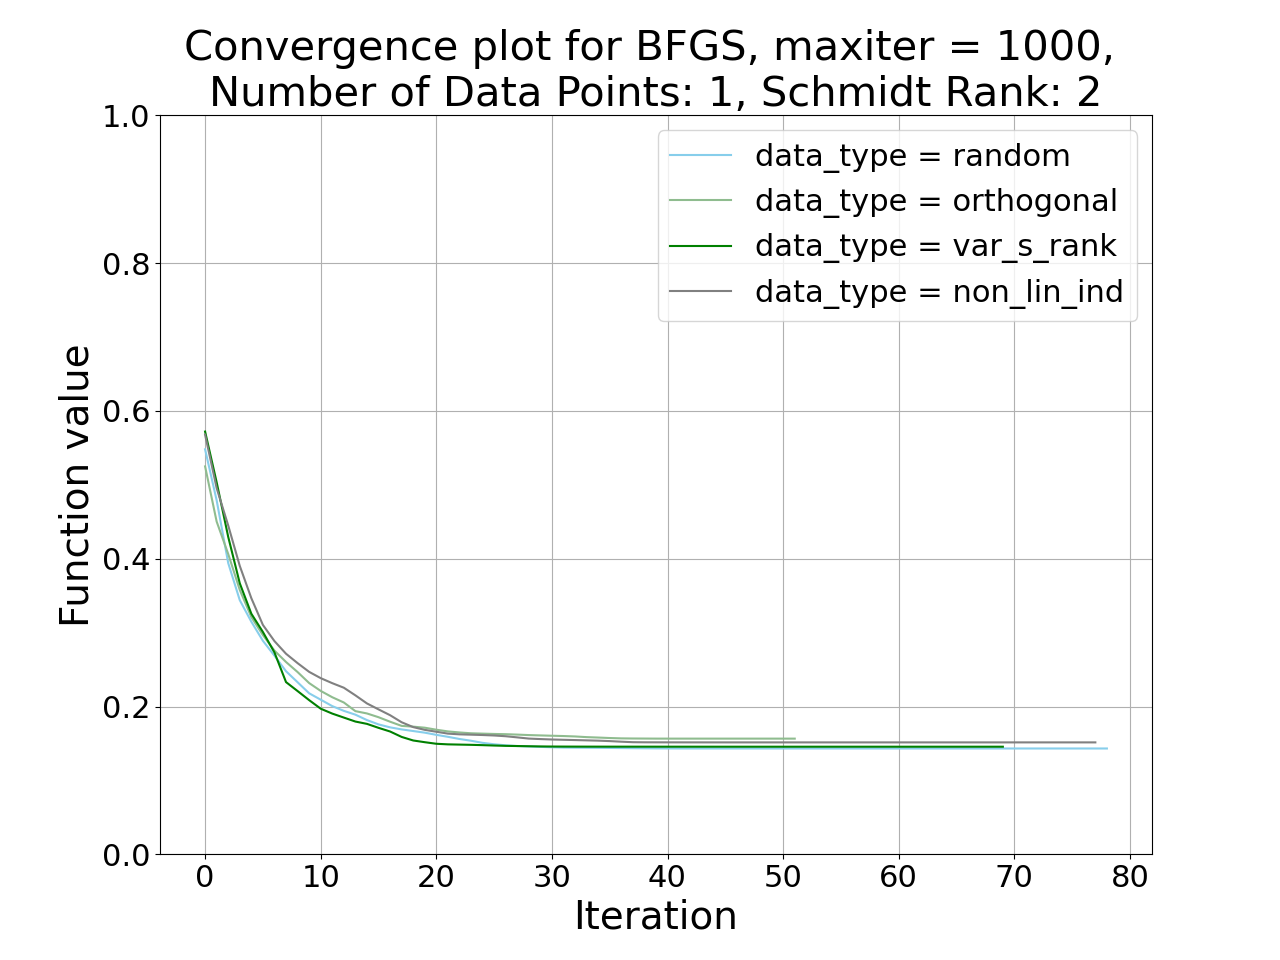 Convergence plot for BFGS, maxiter = 1000,
Number of Data Points: 1, Schmidt Rank: 2
1.0
0.8
0.6
0.4
0.2
0.0
Function value
data_type = random
data_type = orthogonal
data_type = var_s_rank
data_type = non_lin_ind
0 10 20 30 40 50 60 70 80
Iteration